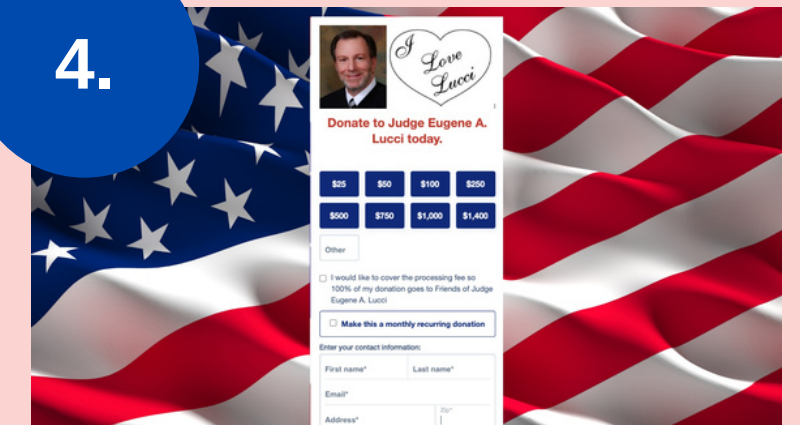 4.
I
Love
Lucci
Donate to Judge Eugene A.
Lucci today.
$25 $50 $100 $250
$500 $750 $1,000 $1,400
Other
I would like to cover the processing fee so
100% of my donation goes to Friends of Judge
Eugene A. Lucci
Make this a monthly recurring donation
Enter your contact information:
First name* Last name*
Email*
Zip*
Address*